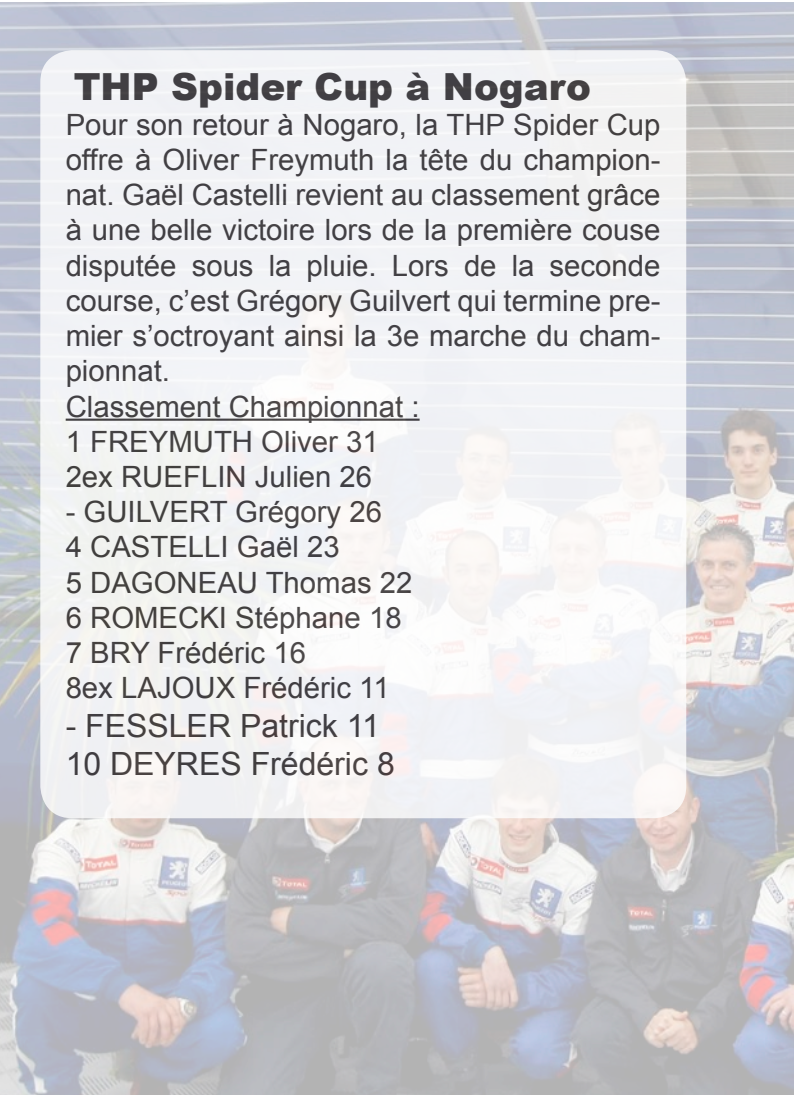 THP Spider Cup à Nogaro
Pour son retour à Nogaro, la THP Spider Cup
offre à Oliver Freymuth la tête du champion-
nat. Gaël Castelli revient au classement grâce
à une belle victoire lors de la première couse
disputée sous la pluie. Lors de la seconde
course, c’est Grégory Guilvert qui termine pre-
mier s’octroyant ainsi la 3e marche du cham-
pionnat.
Classement Championnat :
1 FREYMUTH Oliver 31
2ex RUEFLIN Julien 26
- GUILVERT Grégory 26
4 CASTELLI Gaël 23
5 DAGONEAU Thomas 22
6 ROMECKI Stéphane 18
7 BRY Frédéric 16
8ex LAJOUX Frédéric 11
- FESSLER Patrick 11
10 DEYRES Frédéric 8
TOTAL
TOTAL
TOTAL
TOTAL